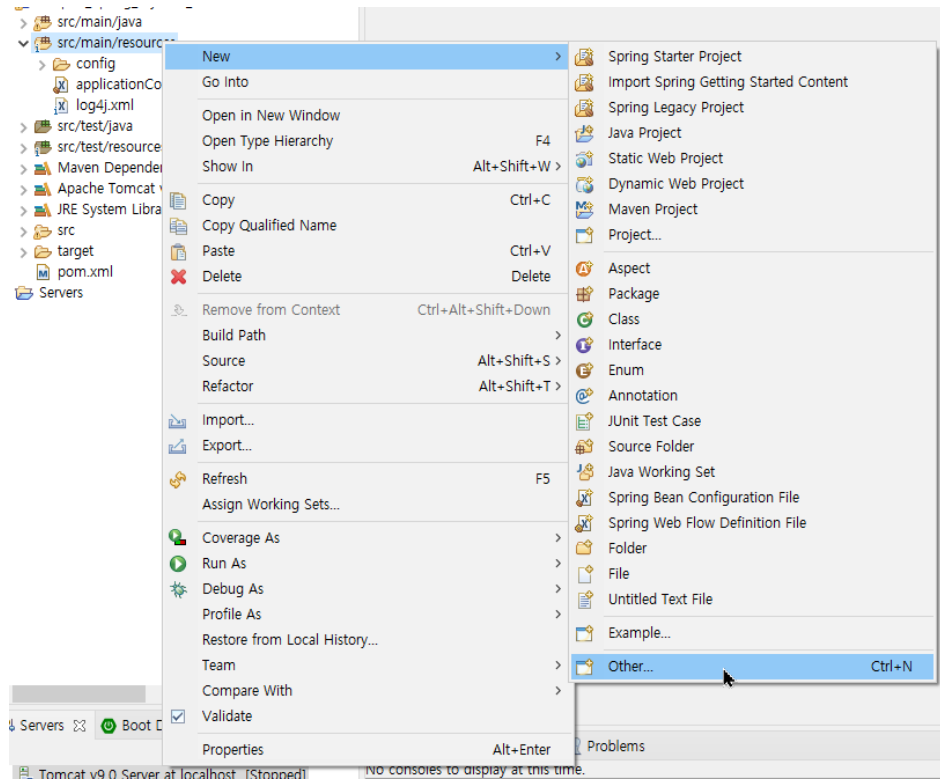 src/main/java
src/main/resources
config
applicationCo
log4j.xml
src/test/java
src/test/resource
Maven Depender
Apache Tomcat v
JRE System Libra
src
target
pom.xml
Servers
New
Go Into
Open in New Window
Open Type Hierarchy F4
Show In Alt+Shift+W >
Copy Ctrl+C
Copy Qualified Name
Paste Ctrl+V
Delete Delete
Remove from Context Ctrl+Alt+Shift+Down
Build Path
Source Alt+Shift+S >
Refactor Alt+Shift+T >
Import...
Export...
Refresh F5
Assign Working Sets...
Coverage As
Run As
Debug As
Profile As
Restore from Local History...
Team
Compare With
Validate
Properties Alt+Enter
Spring Starter Project
Import Spring Getting Started Content
Spring Legacy Project
Java Project
Static Web Project
Dynamic Web Project
Maven Project
Project...
Aspect
Package
Class
Interface
Enum
Annotation
JUnit Test Case
Source Folder
Java Working Set
Spring Bean Configuration File
Spring Web Flow Definition File
Folder
File
Untitled Text File
Example...
Other... Ctrl+N
Servers Boot D
Problems
Tomcat v9.0 Server at localhost [Stopped]
No consoles to display at this time.